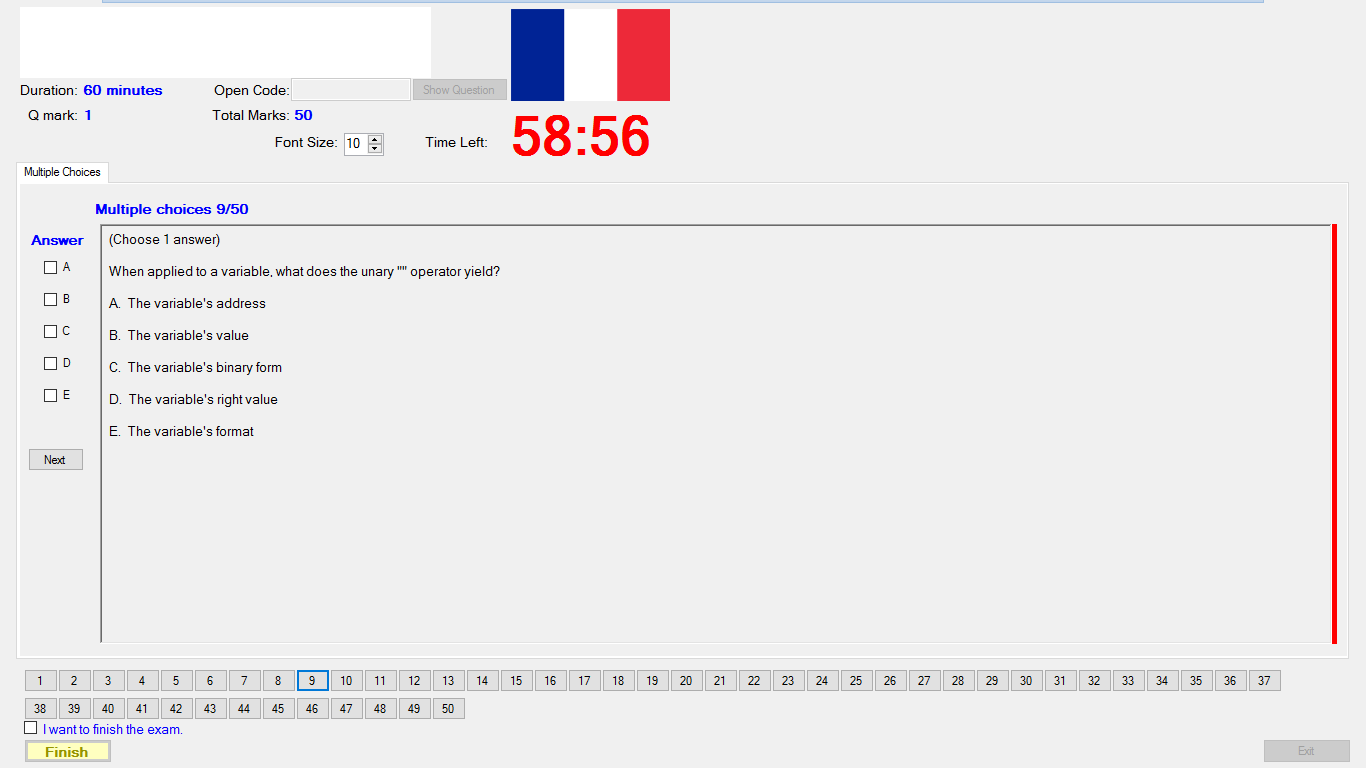 Duration: 60 minutes
Open Code:
Show Question
Q mark: 1
Total Marks: 50
Font Size: 10
Time Left: 58:56
Multiple Choices
Multiple choices 9/50
Answer
(Choose 1 answer)
A
When applied to a variable, what does the unary "" operator yield?
B
A. The variable's address
C
B. The variable's value
D
C. The variable's binary form
E
D. The variable's right value
E. The variable's format
Next
1 2 3 4 5 6 7 8 9 10 11 12 13 14 15 16 17 18 19 20 21 22 23 24 25 26 27 28 29 30 31 32 33 34 35 36 37
38 39 40 41 42 43 44 45 46 47 48 49 50
I want to finish the exam.
Finish
Exit